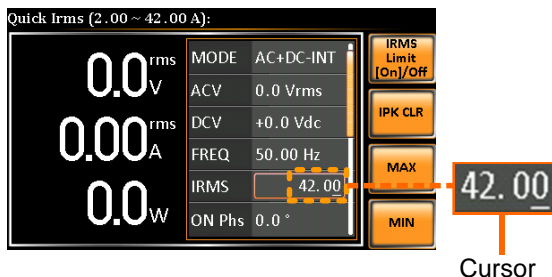 Quick Irms (2.00 ~ 42.00 A):
0.0 rms V
0.00 rms A
0.0 W
MODE AC+DC-INT
ACV 0.0 Vrms
DCV +0.0 Vdc
FREQ 50.00 Hz
IRMS 42.00
ON Phs 0.0 °
IRMS
Limit
[On]/Off
IPK CLR
MAX
MIN
42.00
Cursor